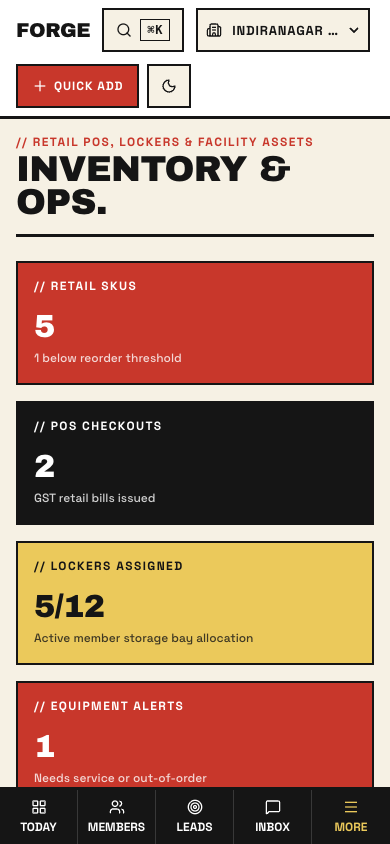 FORGE
⌘K
INDIRANAGAR ...
QUICK ADD
// RETAIL POS, LOCKERS & FACILITY ASSETS
INVENTORY &
OPS.
// RETAIL SKUS
5
1 below reorder threshold
// POS CHECKOUTS
2
GST retail bills issued
// LOCKERS ASSIGNED
5/12
Active member storage bay allocation
// EQUIPMENT ALERTS
1
Needs service or out-of-order
TODAY
MEMBERS
LEADS
INBOX
MORE